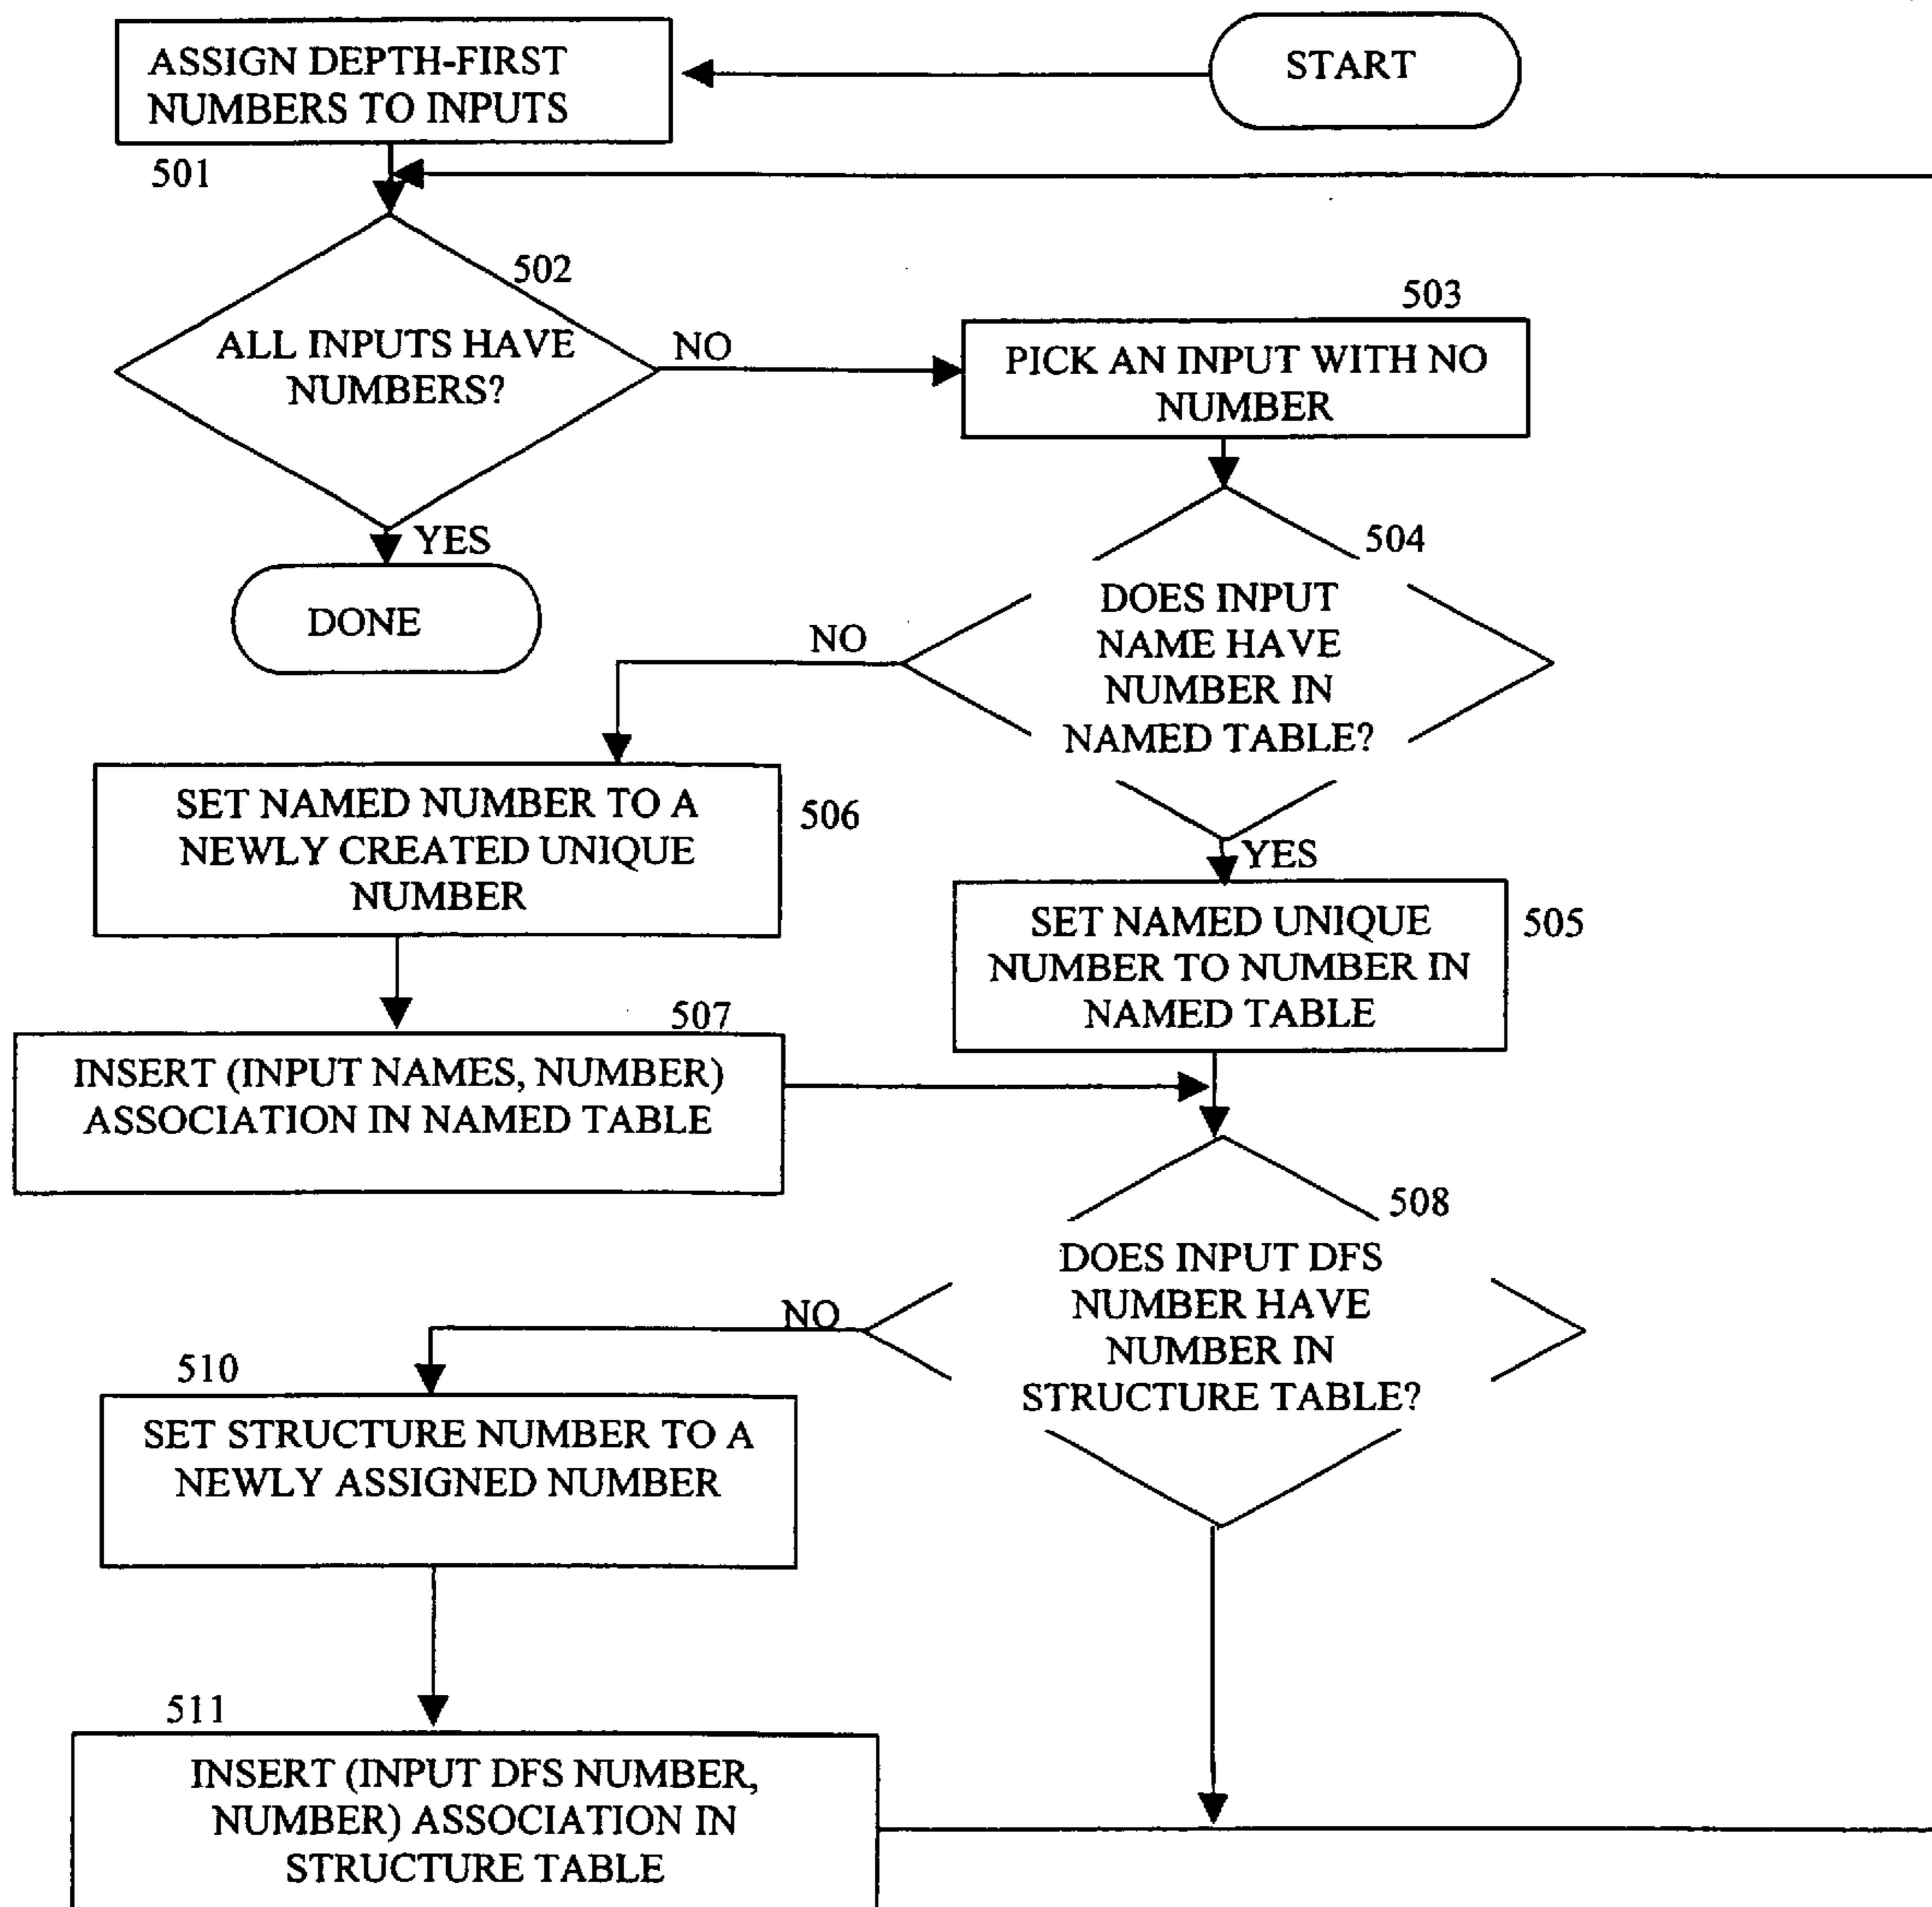 ASSIGN DEPTH-FIRST
NUMBERS TO INPUTS
START
501
502
ALL INPUTS HAVE
NUMBERS?
NO
503
PICK AN INPUT WITH NO
NUMBER
YES
DONE
504
DOES INPUT
NAME HAVE
NUMBER IN
NAMED TABLE?
NO
SET NAMED NUMBER TO A
NEWLY CREATED UNIQUE
NUMBER
506
YES
SET NAMED UNIQUE
NUMBER TO NUMBER IN
NAMED TABLE
505
507
INSERT (INPUT NAMES, NUMBER)
ASSOCIATION IN NAMED TABLE
508
DOES INPUT DFS
NUMBER HAVE
NUMBER IN
STRUCTURE TABLE?
NO
510
SET STRUCTURE NUMBER TO A
NEWLY ASSIGNED NUMBER
511
INSERT (INPUT DFS NUMBER,
NUMBER) ASSOCIATION IN
STRUCTURE TABLE